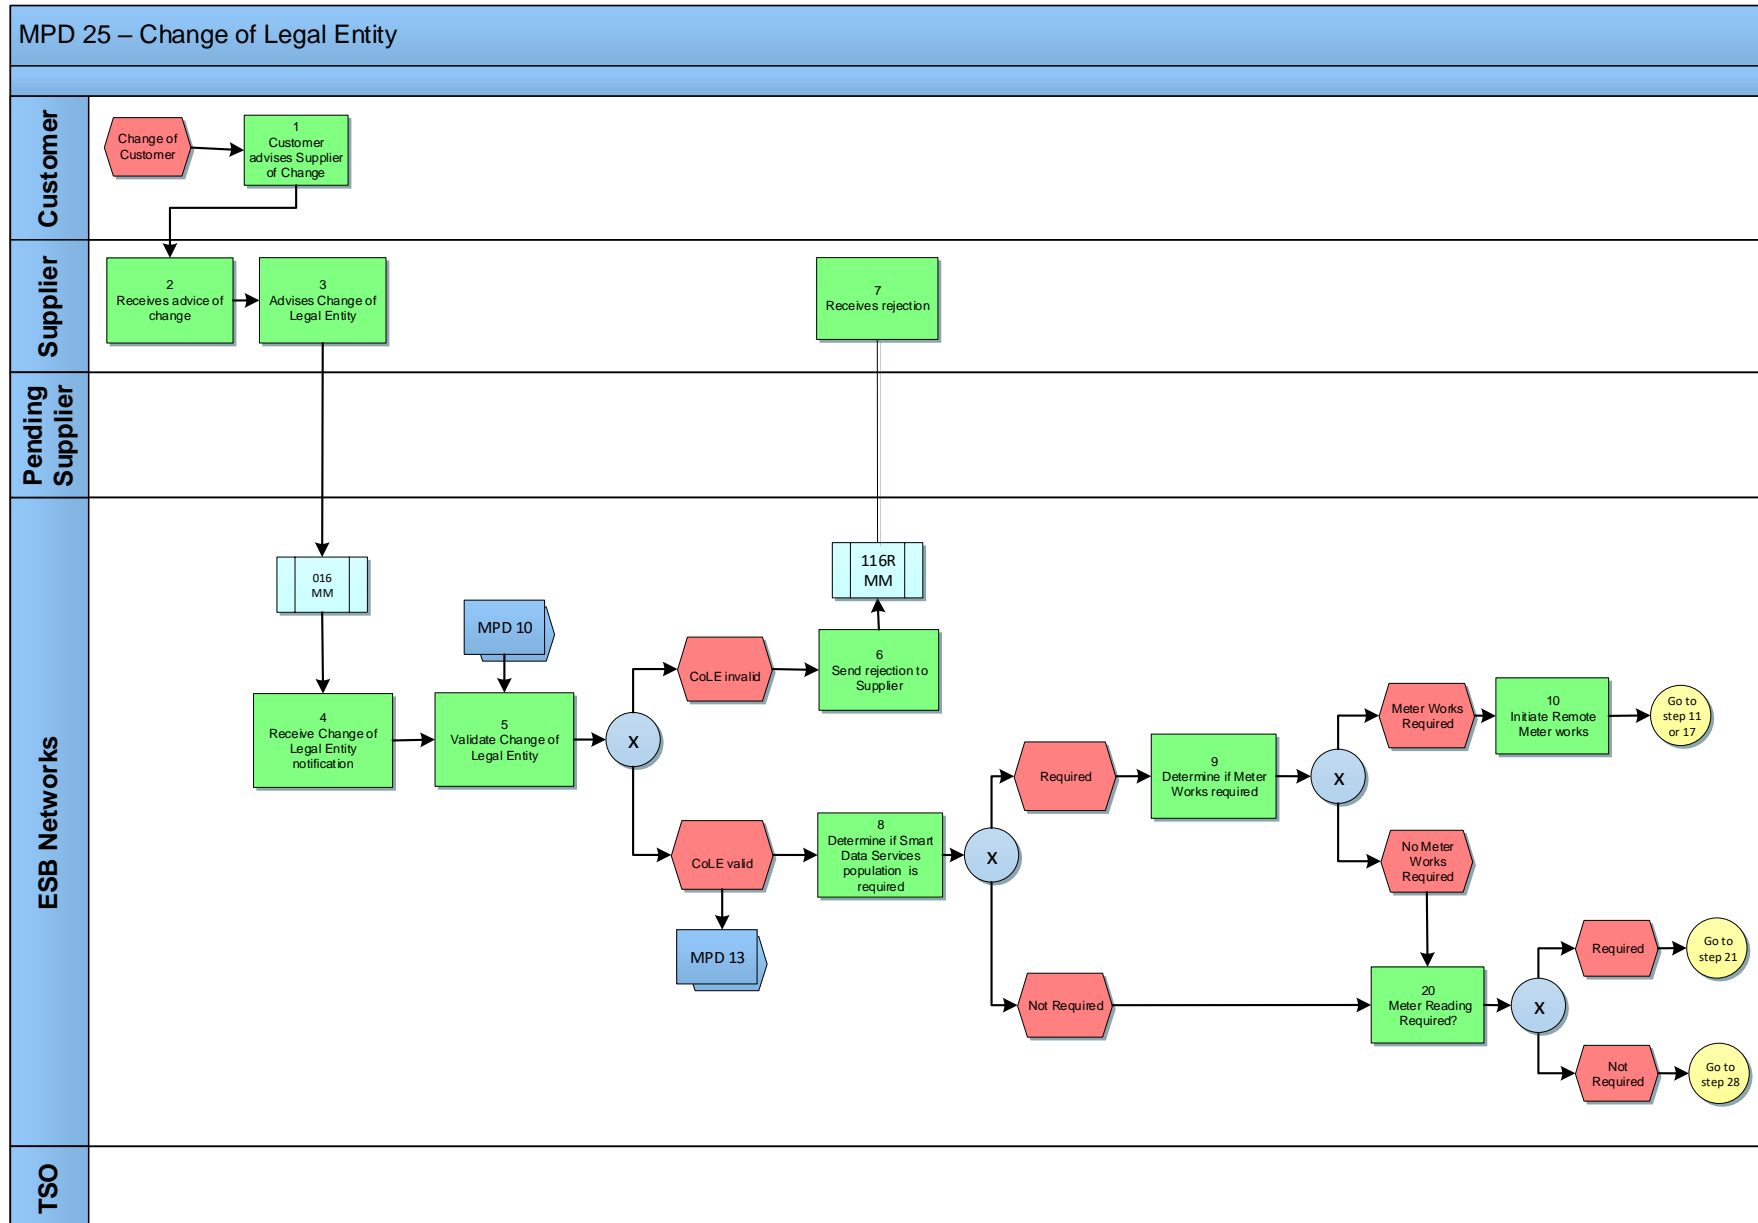 MPD 25 – Change of Legal Entity
Customer
Change of
Customer
1
Customer
advises Supplier
of Change
Supplier
2
Receives advice of
change
3
Advises Change of
Legal Entity
7
Receives rejection
Pending
Supplier
ESB Networks
016
MM
116R
MM
MPD 10
CoLE invalid
6
Send rejection to
Supplier
4
Receive Change of
Legal Entity
notification
5
Validate Change of
Legal Entity
X
Meter Works
Required
10
Initiate Remote
Meter works
Go to
step 11
or 17
Required
9
Determine if Meter
Works required
X
CoLE valid
8
Determine if Smart
Data Services
population is
required
X
No Meter
Works
Required
MPD 13
Not Required
20
Meter Reading
Required?
X
Required
Go to
step 21
Not
Required
Go to
step 28
TSO